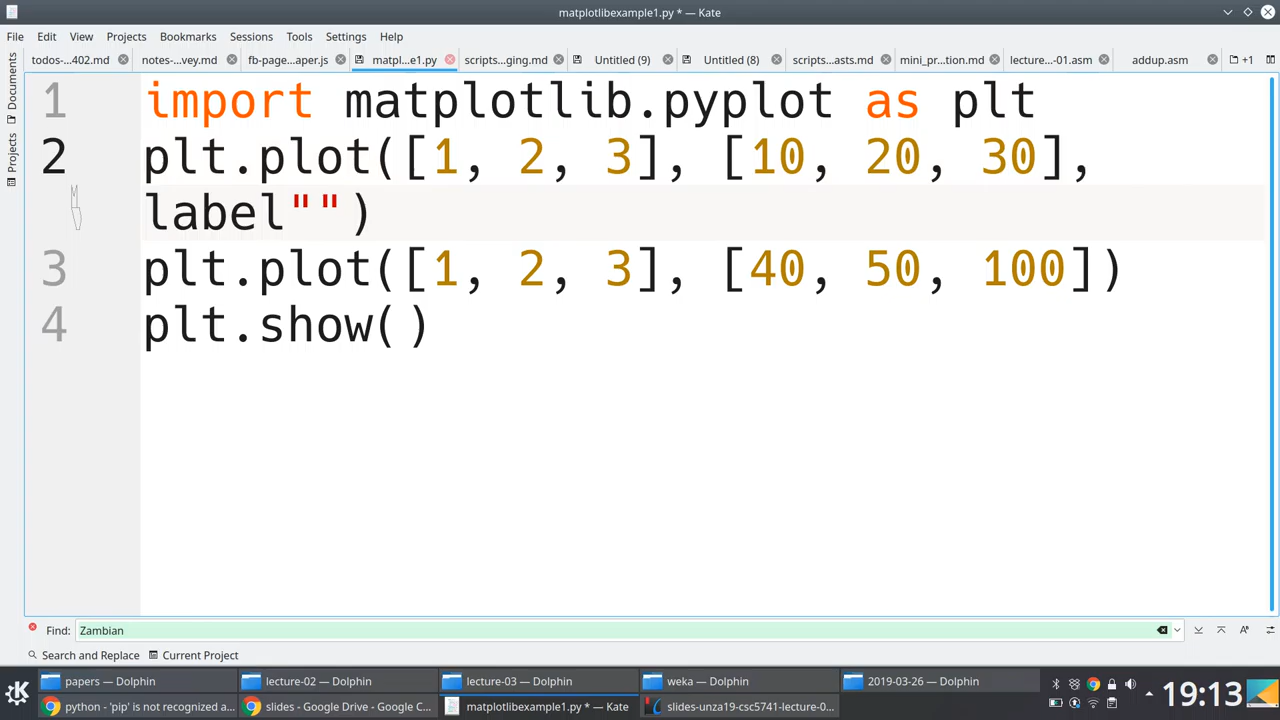 matplotlibexample1.py * — Kate
File Edit View Projects Bookmarks Sessions Tools Settings Help
todos-...402.md notes-...vey.md fb-page...aper.js matpl...e1.py scripts...ging.md Untitled (9) Untitled (8) scripts...asts.md mini_pr...tion.md lecture...-01.asm addup.asm +1
Documents
Projects
1 import matplotlib.pyplot as plt
2 plt.plot([1, 2, 3], [10, 20, 30],
label"")
3 plt.plot([1, 2, 3], [40, 50, 100])
4 plt.show()
Find: Zambian
Search and Replace Current Project
papers — Dolphin lecture-02 — Dolphin lecture-03 — Dolphin weka — Dolphin 2019-03-26 — Dolphin
python - 'pip' is not recognized a... slides - Google Drive - Google C... matplotlibexample1.py * — Kate slides-unza19-csc5741-lecture-0...
19:13